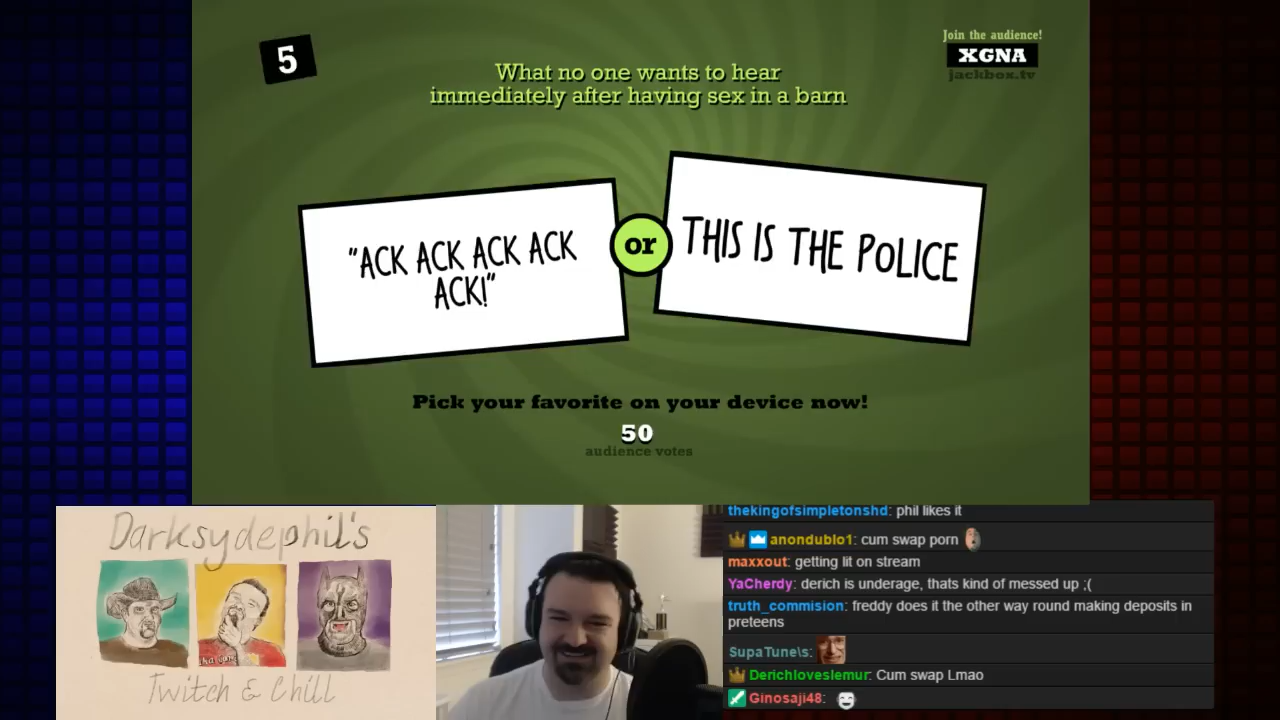 5
Join the audience!
XGNA
jackbox.tv
What no one wants to hear
immediately after having sex in a barn
"ACK ACK ACK ACK
ACK!"
or
THIS IS THE POLICE
Pick your favorite on your device now!
50
audience votes
Darksydephil's
Twitch & Chill
thekingofsimpletonshd: phil likes it
anondublo1: cum swap porn
maxxout: getting lit on stream
YaCherdy: derich is underage, thats kind of messed up ;(
truth_commision: freddy does it the other way round making deposits in
preteens
SupaTune\s:
Derichloveslemur: Cum swap Lmao
Ginosaji48: